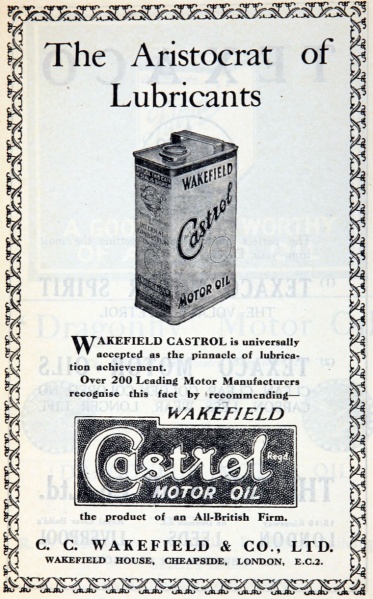 The Aristocrat of
Lubricants
WAKEFIELD
Castrol
MOTOR OIL
WAKEFIELD CASTROL is universally
accepted as the pinnacle of lubrica-
tion achievement.
Over 200 Leading Motor Manufacturers
recognise this fact by recommending—
WAKEFIELD
Castrol Regd.
MOTOR OIL
the product of an All-British Firm.
C. C. WAKEFIELD & CO., LTD.
WAKEFIELD HOUSE, CHEAPSIDE, LONDON, E.C.2.